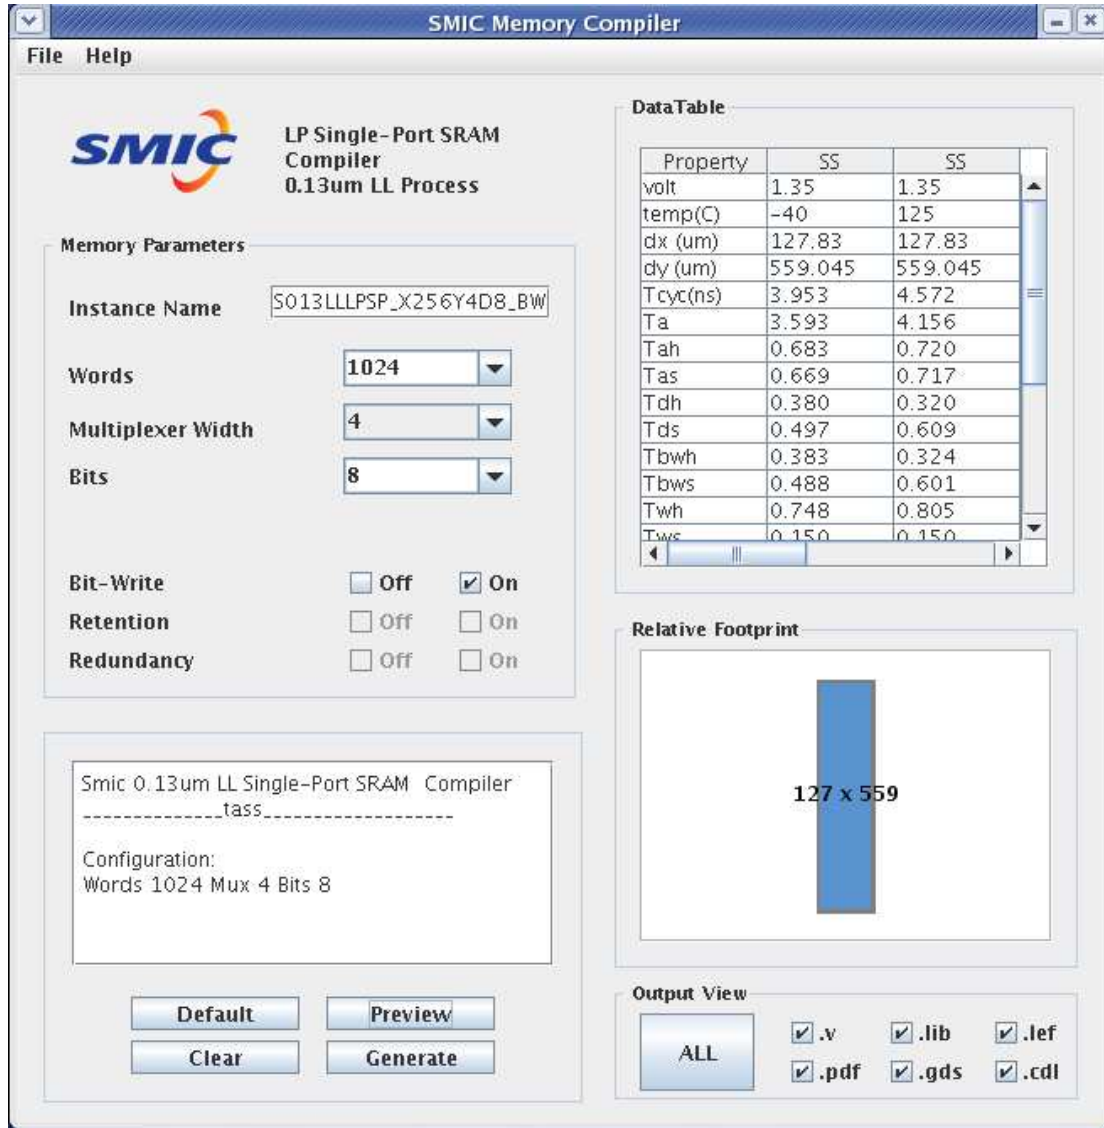 SMIC Memory Compiler
File Help
SMIC
LP Single-Port SRAM
Compiler
0.13um LL Process
Memory Parameters
Instance Name S013LLLPSP_X256Y4D8_BW
Words 1024
Multiplexer Width 4
Bits 8
Bit-Write Off On
Retention Off On
Redundancy Off On
Smic 0.13um LL Single-Port SRAM Compiler
______________tass___________________
Configuration:
Words 1024 Mux 4 Bits 8
Default Preview
Clear Generate
DataTable
Property SS SS
volt 1.35 1.35
temp(C) -40 125
dx (um) 127.83 127.83
dy (um) 559.045 559.045
Tcyc(ns) 3.953 4.572
Ta 3.593 4.156
Tah 0.683 0.720
Tas 0.669 0.717
Tdh 0.380 0.320
Tds 0.497 0.609
Tbwh 0.383 0.324
Tbws 0.488 0.601
Twh 0.748 0.805
Tws 0.150 0.150
Relative Footprint
127 x 559
Output View
ALL .v .lib .lef
.pdf .gds .cdl